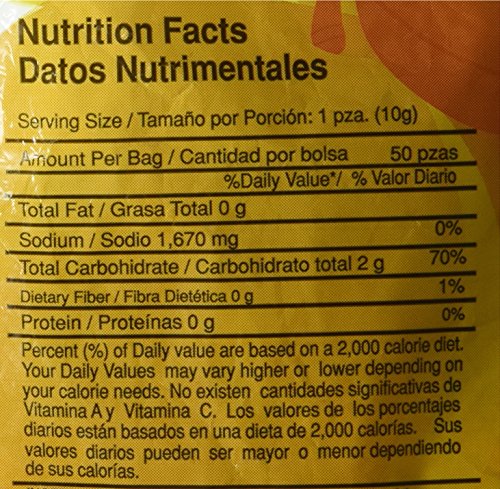 Nutrition Facts
Datos Nutrimentales
Serving Size / Tamaño por Porción: 1 pza. (10g)
Amount Per Bag / Cantidad por bolsa 50 pzas
%Daily Value*/ % Valor Diario
Total Fat / Grasa Total 0 g
Sodium / Sodio 1,670 mg 0%
Total Carbohidrate / Carbohidrato total 2 g 70%
Dietary Fiber / Fibra Dietética 0 g 1%
Protein / Proteínas 0 g 0%
Percent (%) of Daily value are based on a 2,000 calorie diet.
Your Daily Values may vary higher or lower depending on
your calorie needs. No existen cantidades significativas de
Vitamina A y Vitamina C. Los valores de los porcentajes
diarios están basados en una dieta de 2,000 calorías. Sus
valores diarios pueden ser mayor o menor dependiendo
de sus calorías.